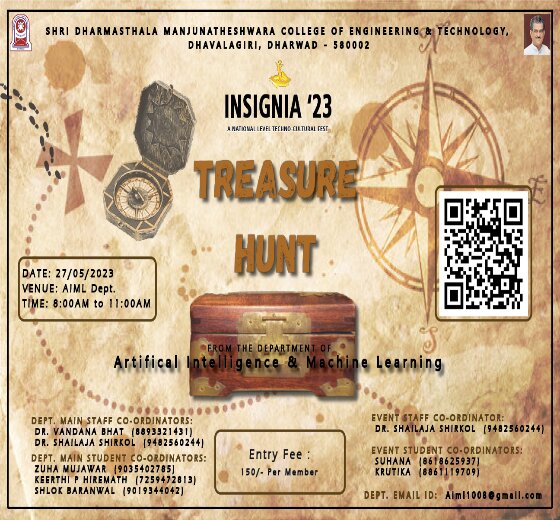 SHRI DHARMASTHALA MANJUNATHESHWARA COLLEGE OF ENGINEERING & TECHNOLOGY,
DHAVALAGIRI, DHARWAD - 580002
INSIGNIA '23
A NATIONAL LEVEL TECHNO-CULTURAL FEST
TREASURE
HUNT
DATE: 27/05/2023
VENUE: AIML Dept.
TIME: 8:00AM to 11:00AM
E
S
FROM THE DEPARTMENT OF
Artifical Intelligence & Machine Learning
DEPT. MAIN STAFF CO-ORDINATORS:
DR. VANDANA BHAT (8893321431)
DR. SHAILAJA SHIRKOL (9482560244)
DEPT. MAIN STUDENT CO-ORDINATORS:
ZUHA MUJAWAR (9035402785)
KEERTHI P HIREMATH (7259472813)
SHLOK BARANWAL (9019344042)
Entry Fee :
150/- Per Member
EVENT STAFF CO-ORDINATOR:
DR. SHAILAJA SHIRKOL (9482560244)
EVENT STUDENT CO-ORDINATOR:
SUHANA (8618625937)
KRUTIKA (8861119709)
DEPT. EMAIL ID: Aiml1008@gmail.com